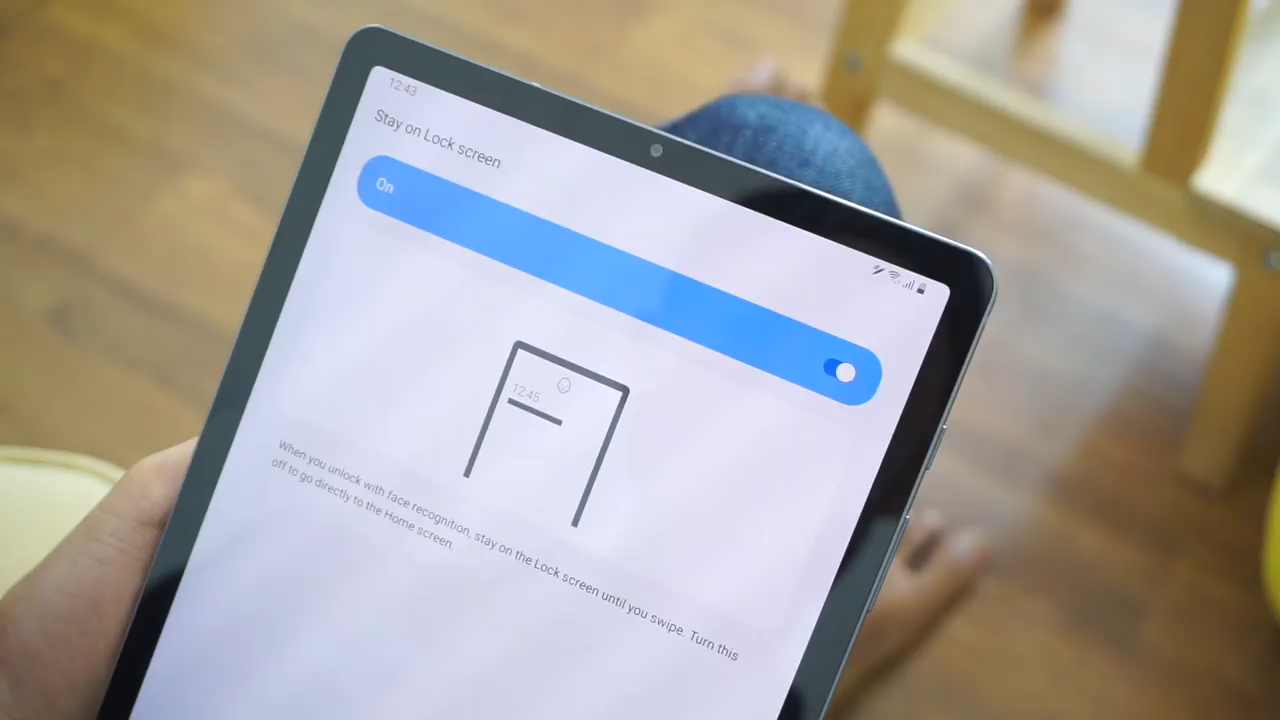 12:43
Stay on Lock screen
On
12:45
When you unlock with face recognition, stay on the Lock screen until you swipe. Turn this
off to go directly to the Home screen.